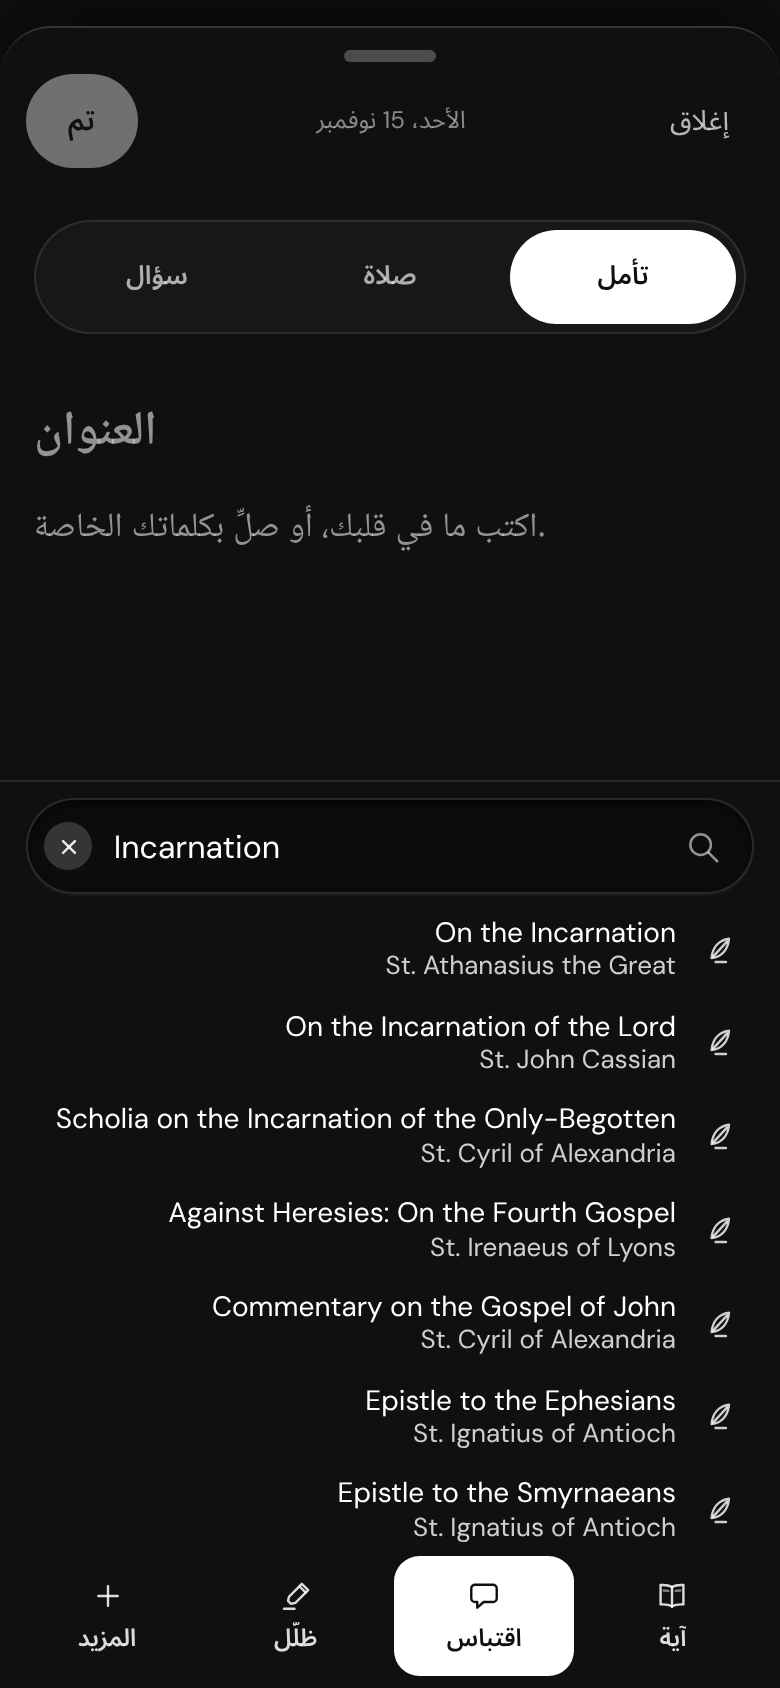 إغلاق
الأحد، 15 نوفمبر
تم
تأمل
صلاة
سؤال
العنوان
اكتب ما في قلبك، أو صلِّ بكلماتك الخاصة.
Incarnation
On the Incarnation
St. Athanasius the Great
On the Incarnation of the Lord
St. John Cassian
Scholia on the Incarnation of the Only-Begotten
St. Cyril of Alexandria
Against Heresies: On the Fourth Gospel
St. Irenaeus of Lyons
Commentary on the Gospel of John
St. Cyril of Alexandria
Epistle to the Ephesians
St. Ignatius of Antioch
Epistle to the Smyrnaeans
St. Ignatius of Antioch
آية
اقتباس
ظلّل
المزيد